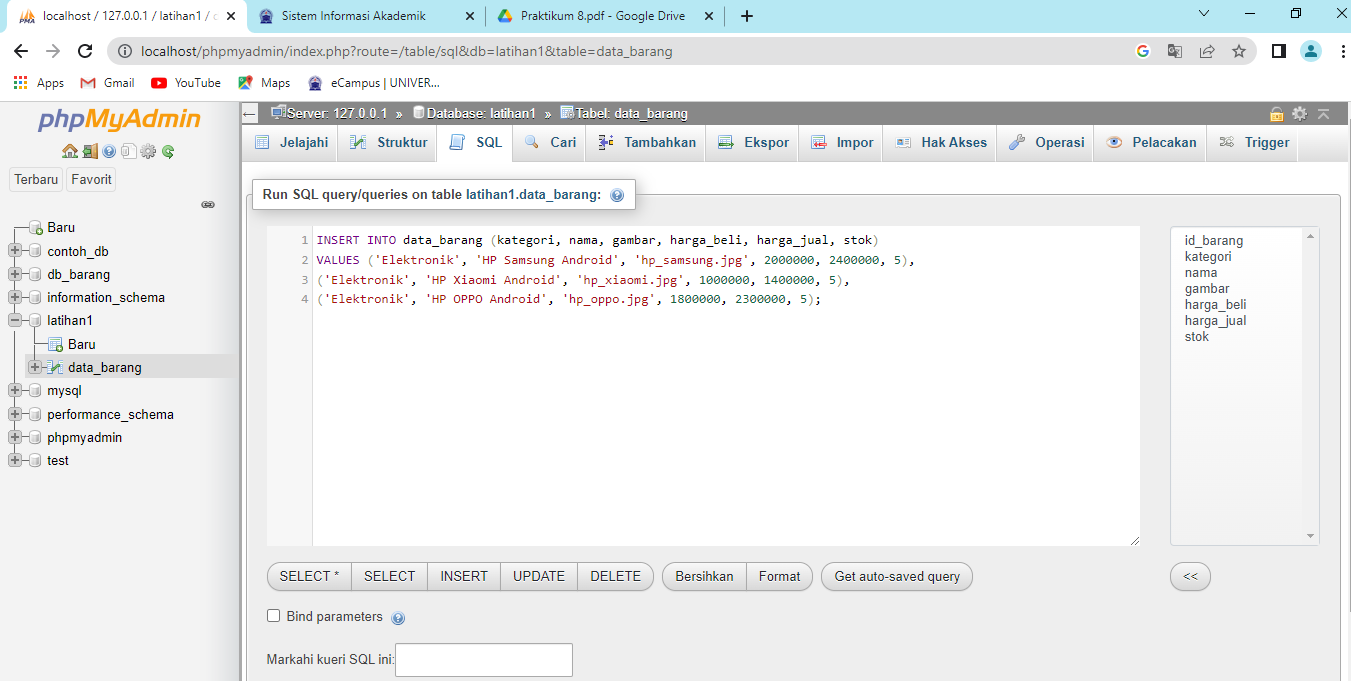 localhost / 127.0.0.1 / latihan1 / d
Sistem Informasi Akademik
Praktikum 8.pdf - Google Drive
localhost/phpmyadmin/index.php?route=/table/sql&db=latihan1&table=data_barang
Apps
Gmail
YouTube
Maps
eCampus | UNIVER...
phpMyAdmin
Terbaru
Favorit
Baru
contoh_db
db_barang
information_schema
latihan1
Baru
data_barang
mysql
performance_schema
phpmyadmin
test
Server: 127.0.0.1 » Database: latihan1 » Tabel: data_barang
Jelajahi
Struktur
SQL
Cari
Tambahkan
Ekspor
Impor
Hak Akses
Operasi
Pelacakan
Trigger
Run SQL query/queries on table latihan1.data_barang:
1 INSERT INTO data_barang (kategori, nama, gambar, harga_beli, harga_jual, stok)
2 VALUES ('Elektronik', 'HP Samsung Android', 'hp_samsung.jpg', 2000000, 2400000, 5),
3 ('Elektronik', 'HP Xiaomi Android', 'hp_xiaomi.jpg', 1000000, 1400000, 5),
4 ('Elektronik', 'HP OPPO Android', 'hp_oppo.jpg', 1800000, 2300000, 5);
id_barang
kategori
nama
gambar
harga_beli
harga_jual
stok
SELECT *
SELECT
INSERT
UPDATE
DELETE
Bersihkan
Format
Get auto-saved query
<<
Bind parameters
Markahi kueri SQL ini: